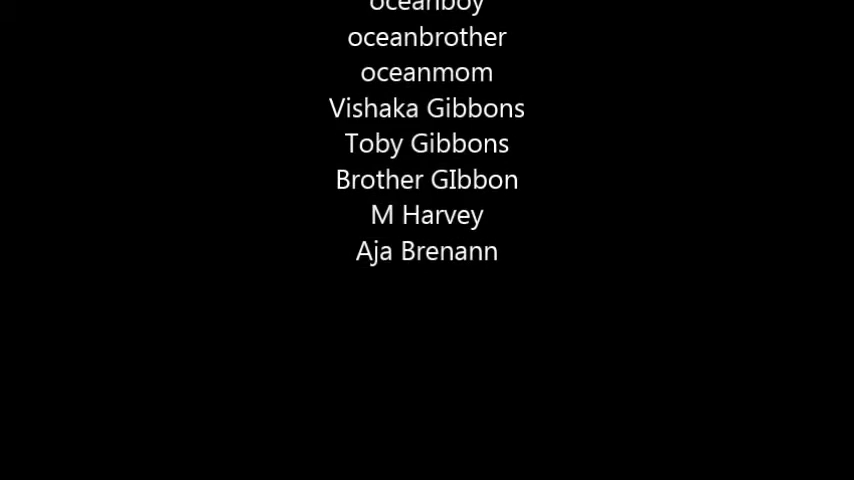 oceanboy
oceanbrother
oceanmom
Vishaka Gibbons
Toby Gibbons
Brother GIbbon
M Harvey
Aja Brenann